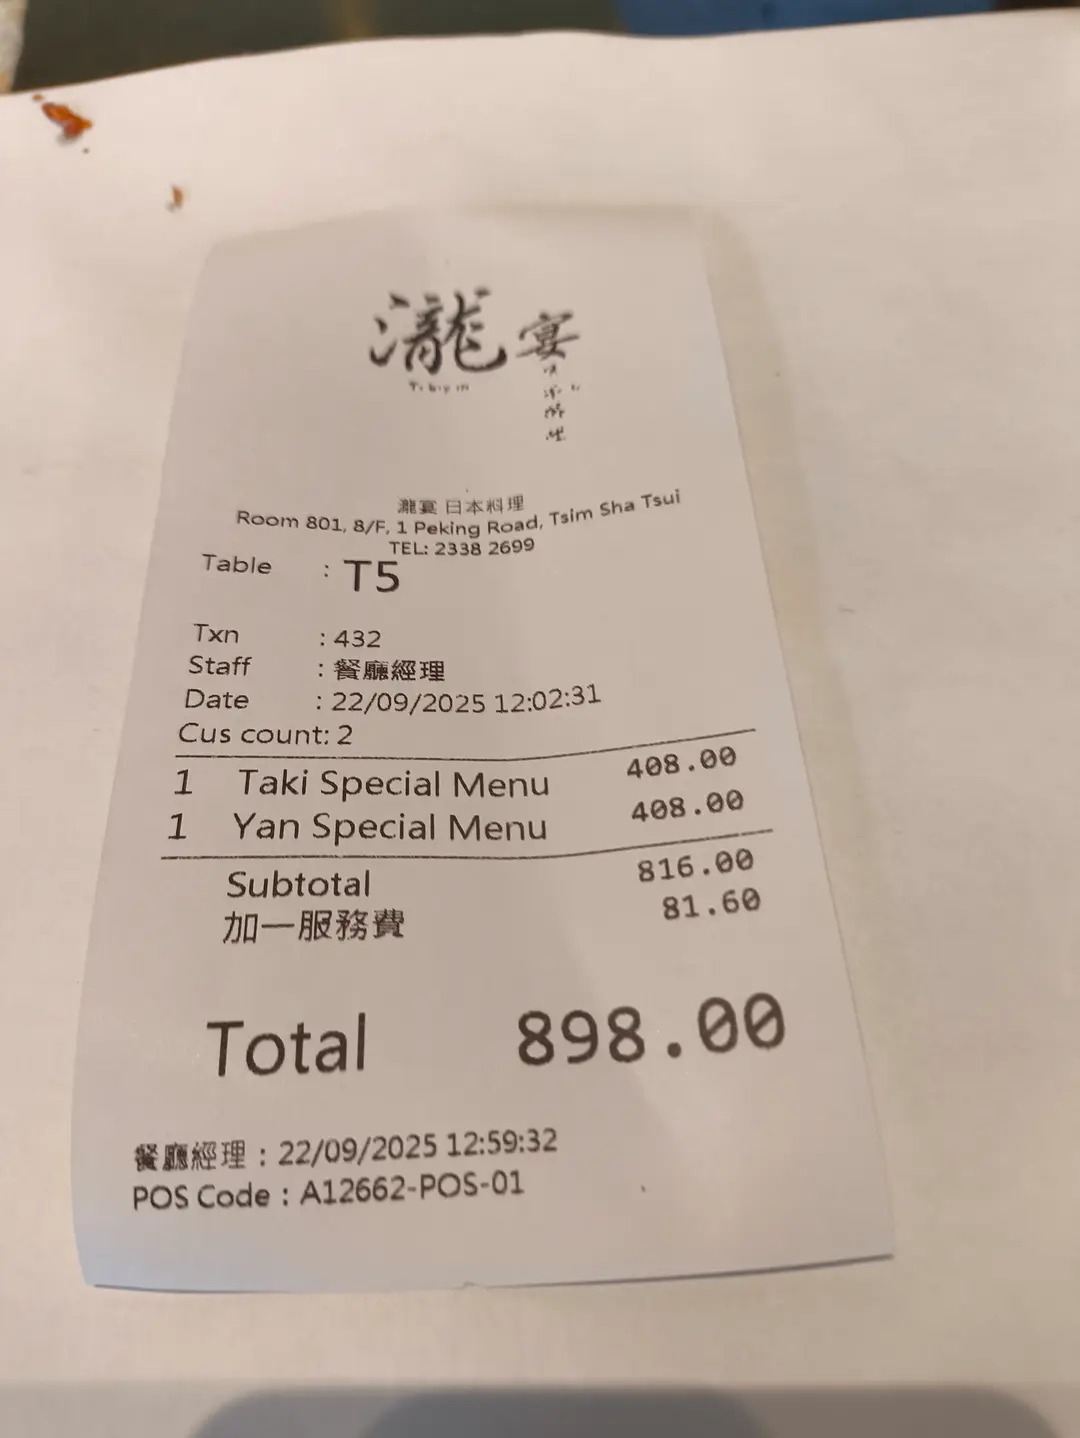 瀧宴
瀧宴 日本料理
Room 801, 8/F, 1 Peking Road, Tsim Sha Tsui
TEL: 2338 2699
Table : T5
Txn : 432
Staff : 餐廳經理
Date : 22/09/2025 12:02:31
Cus count: 2
1 Taki Special Menu 408.00
1 Yan Special Menu 408.00
Subtotal 816.00
加一服務費 81.60
Total 898.00
餐廳經理 : 22/09/2025 12:59:32
POS Code : A12662-POS-01